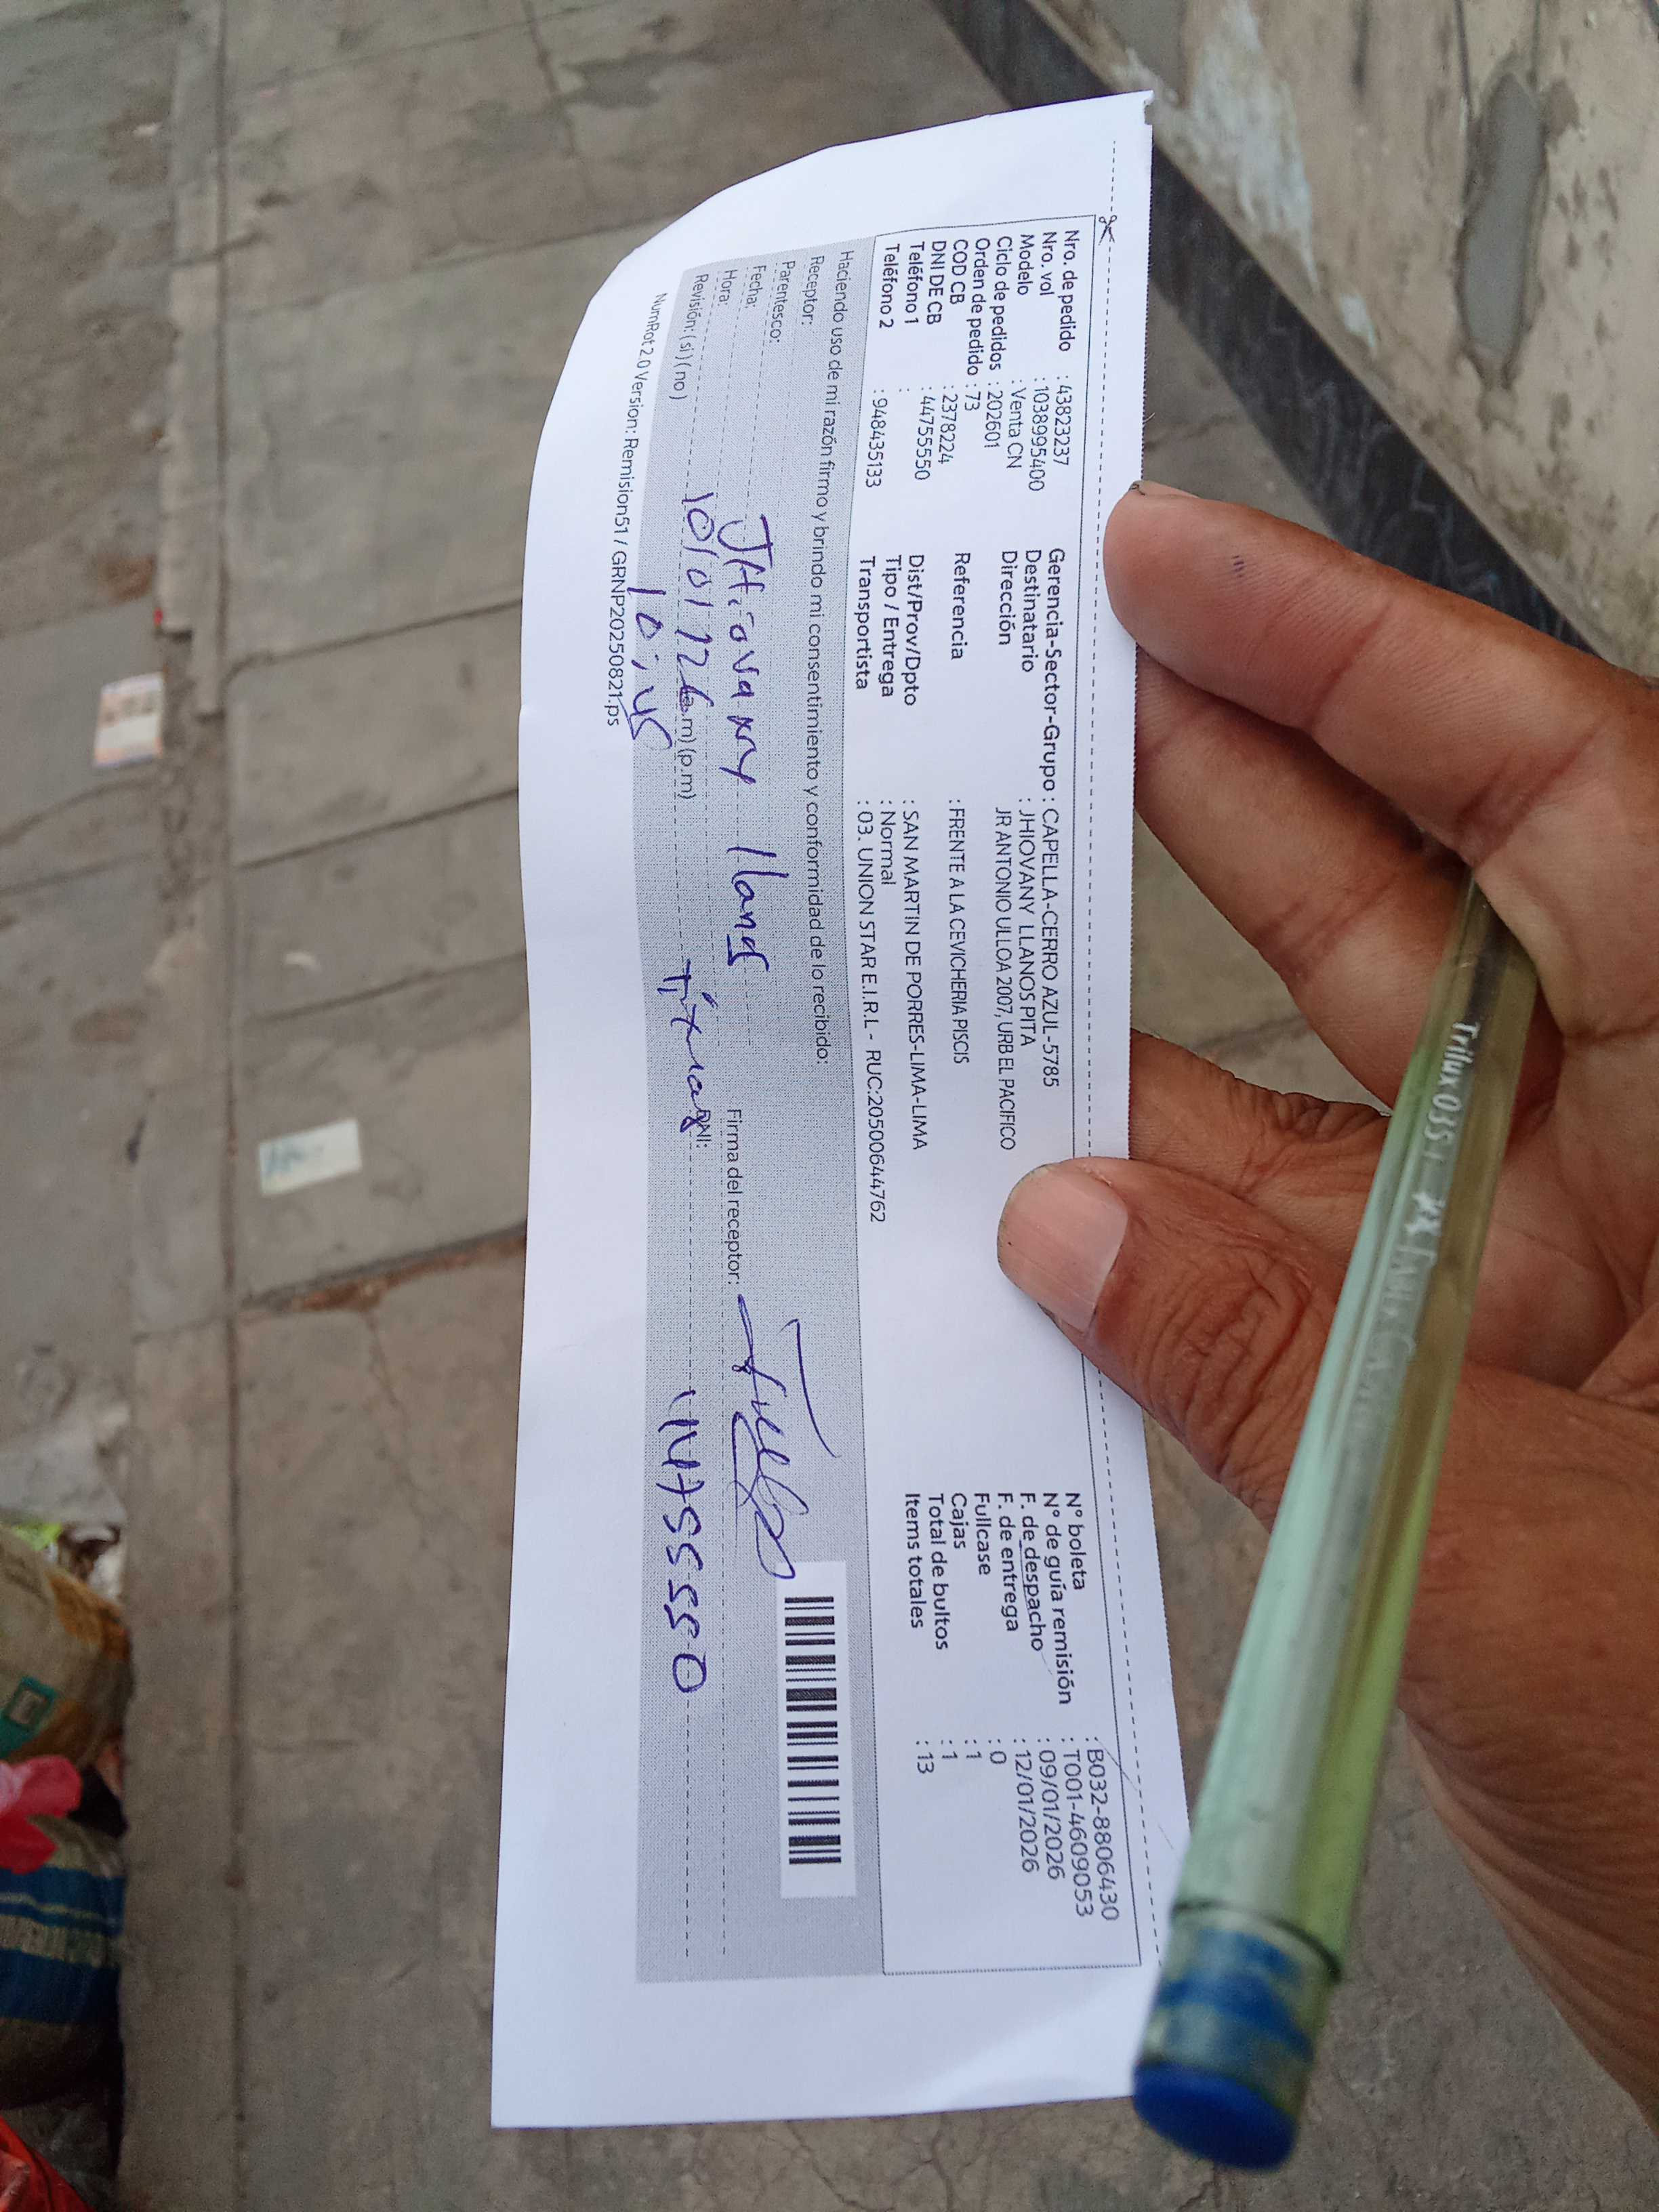 Nro. de pedido : 43823237
Nro. vol : 1038995400
Modelo : Venta CN
Ciclo de pedidos : 202601
Orden de pedido : 73
COD CB : 2378224
DNI DE CB : 44755550
Teléfono 1 :
Teléfono 2 : 948435133
Gerencia-Sector-Grupo : CAPELLA-CERRO AZUL-5785
Destinatario : JHIOVANY LLANOS PITA
Dirección JR ANTONIO ULLOA 2007, URB EL PACIFICO
Referencia : FRENTE A LA CEVICHERIA PISCIS
Dist/Prov/Dpto : SAN MARTIN DE PORRES-LIMA-LIMA
Tipo / Entrega : Normal
Transportista : 03. UNION STAR E.I.R.L - RUC:20500644762
N° boleta : B032-8806430
N° de guía remisión : T001-4609053
F. de despacho : 09/01/2026
F. de entrega : 12/01/2026
Fullcase : 0
Cajas : 1
Total de bultos : 1
Items totales : 13
Haciendo uso de mi razón firmo y brindo mi consentimiento y conformidad de lo recibido:
Receptor:
Parentesco:
Fecha: 10/01/26
Hora: 10:45 (a.m) (p.m)
Revisión: (si) (no)
Firma del receptor:
DNI: 44755550
NumRot2.0 Version: Remision51 / GRNP20250821.ps
Trilux 035